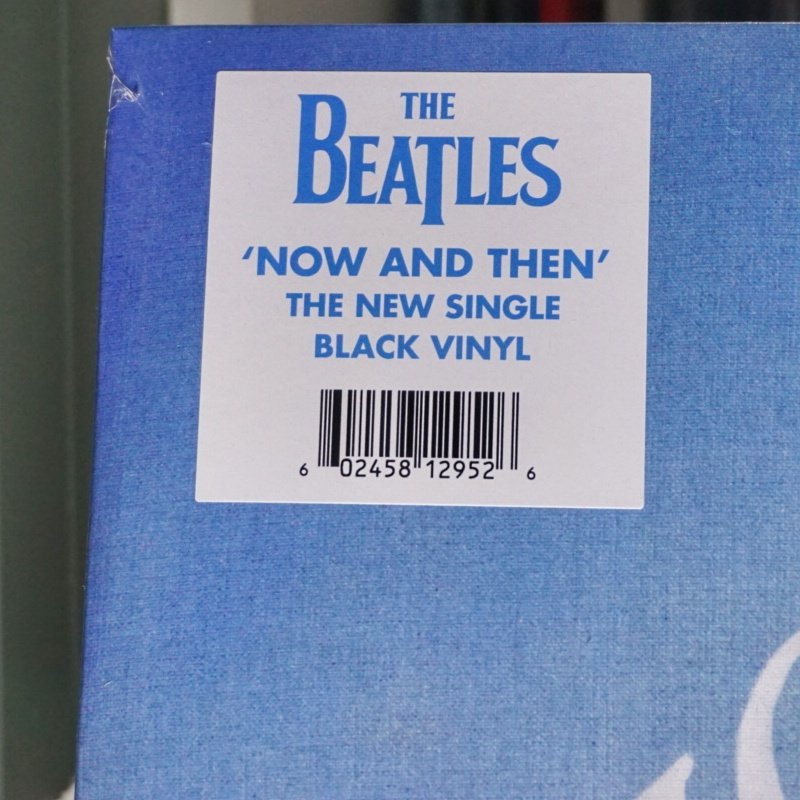 THE
BEATLES
‘NOW AND THEN’
THE NEW SINGLE
BLACK VINYL
6 02458 12952 6